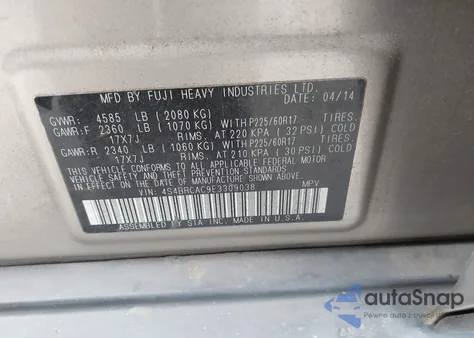 MFD BY FUJI HEAVY INDUSTRIES LTD.
DATE: 04/14
GVWR: 4585 LB (2080 KG)
GAWR:F 2360 LB (1070 KG) WITH P225/60R17 TIRES.
17X7J RIMS. AT 220 KPA (32 PSI) COLD
GAWR:R 2340 LB (1060 KG) WITH P225/60R17 TIRES.
17X7J RIMS. AT 210 KPA (30 PSI) COLD
THIS VEHICLE CONFORMS TO ALL APPLICABLE FEDERAL MOTOR
VEHICLE SAFETY, BUMPER, AND THEFT PREVENTION
STANDARDS IN EFFECT ON THE DATE OF MANUFACTURE
SHOWN ABOVE.
VIN: 4S4BRCAC9E3309038 MPV
ASSEMBLED BY SIA INC. MADE IN U.S.A.
autoSnap
Pewne auto z